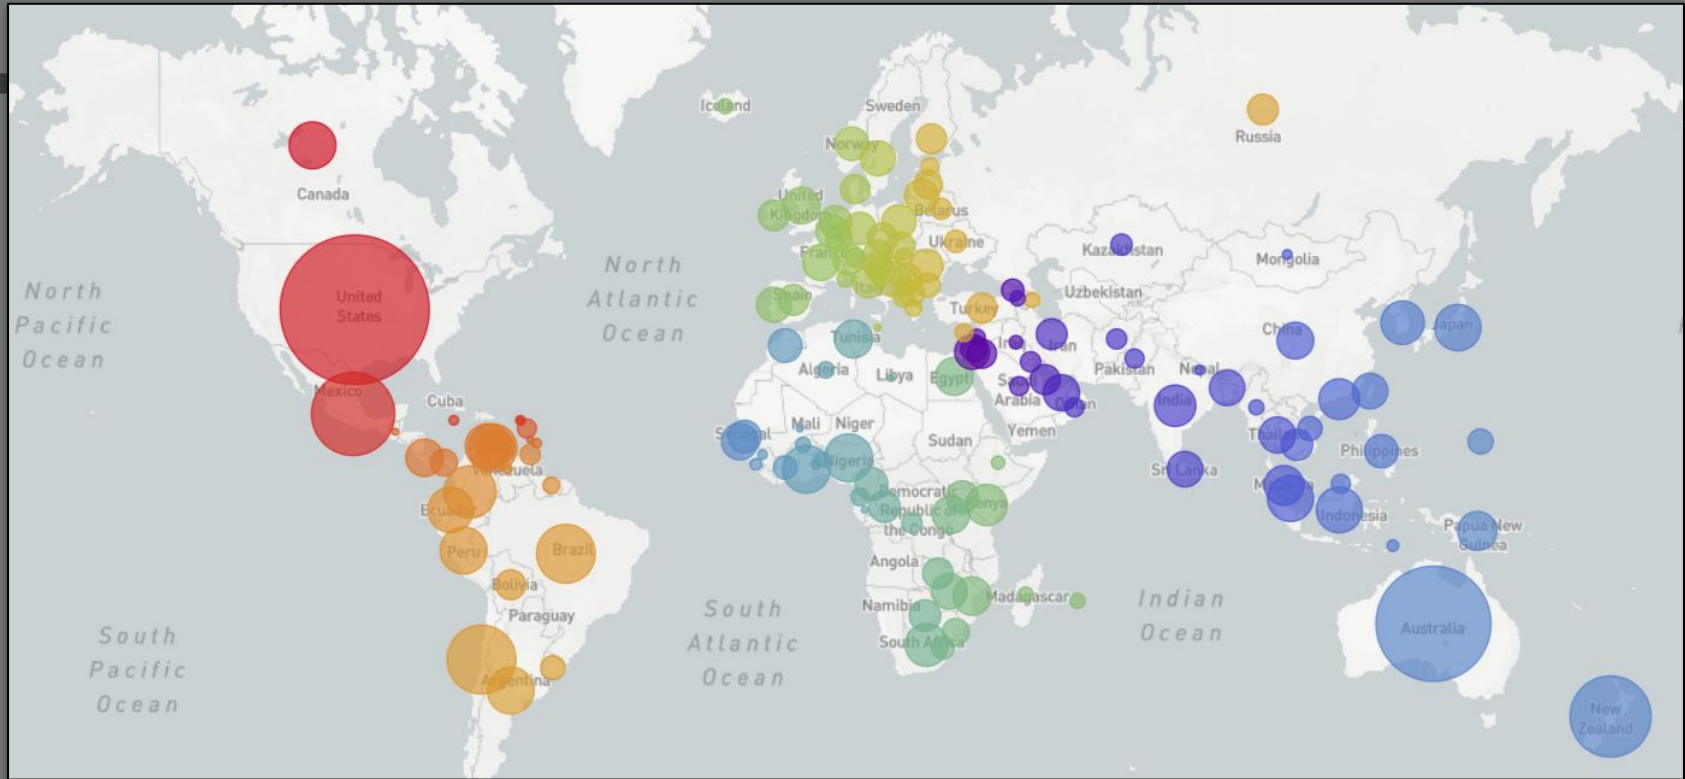 Iceland
Sweden
Norway
Russia
Canada
United
Kingdom
Belarus
Ukraine
France
Kazakhstan
Mongolia
North
Pacific
Ocean
North
Atlantic
Ocean
United
States
Spain
Italy
Turkey
Uzbekistan
Tunisia
China
Japan
Iraq
Iran
Mexico
Algeria
Libya
Egypt
Pakistan
Nepal
Cuba
Saudi
Arabia
Oman
India
Senegal
Mali
Niger
Sudan
Yemen
Thailand
Philippines
Venezuela
Nigeria
Sri Lanka
Malaysia
Ecuador
Democratic
Republic of
the Congo
Kenya
Indonesia
Papua New
Guinea
Peru
Brazil
Angola
Bolivia
Namibia
Madagascar
Paraguay
South
Atlantic
Ocean
Indian
Ocean
South
Pacific
Ocean
South Africa
Australia
Argentina
New
Zealand